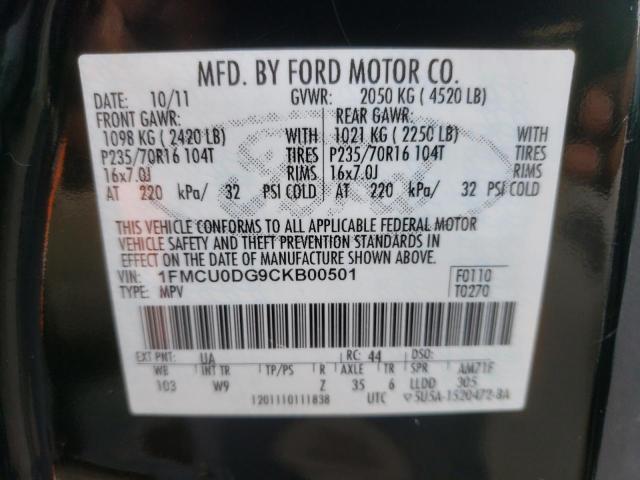 MFD. BY FORD MOTOR CO.
DATE: 10/11 GVWR: 2050 KG ( 4520 LB)
FRONT GAWR: REAR GAWR:
1098 KG ( 2420 LB) WITH 1021 KG ( 2250 LB) WITH
P235/70R16 104T TIRES P235/70R16 104T TIRES
16x7.0J RIMS 16x7.0J RIMS
AT 220 kPa/ 32 PSI COLD AT 220 kPa/ 32 PSI COLD
THIS VEHICLE CONFORMS TO ALL APPLICABLE FEDERAL MOTOR
VEHICLE SAFETY AND THEFT PREVENTION STANDARDS IN
EFFECT ON THE DATE OF MANUFACTURE SHOWN ABOVE.
VIN: 1FMCU0DG9CKB00501 F0110
TYPE: MPV T0270
EXT PNT: UA RC: 44 DSO:
WB INT TR TP/PS R AXLE TR SPR AM71F
103 W9 Z 35 6 LLDD 305
1201110111838 UTC 5U5A-1520472-BA